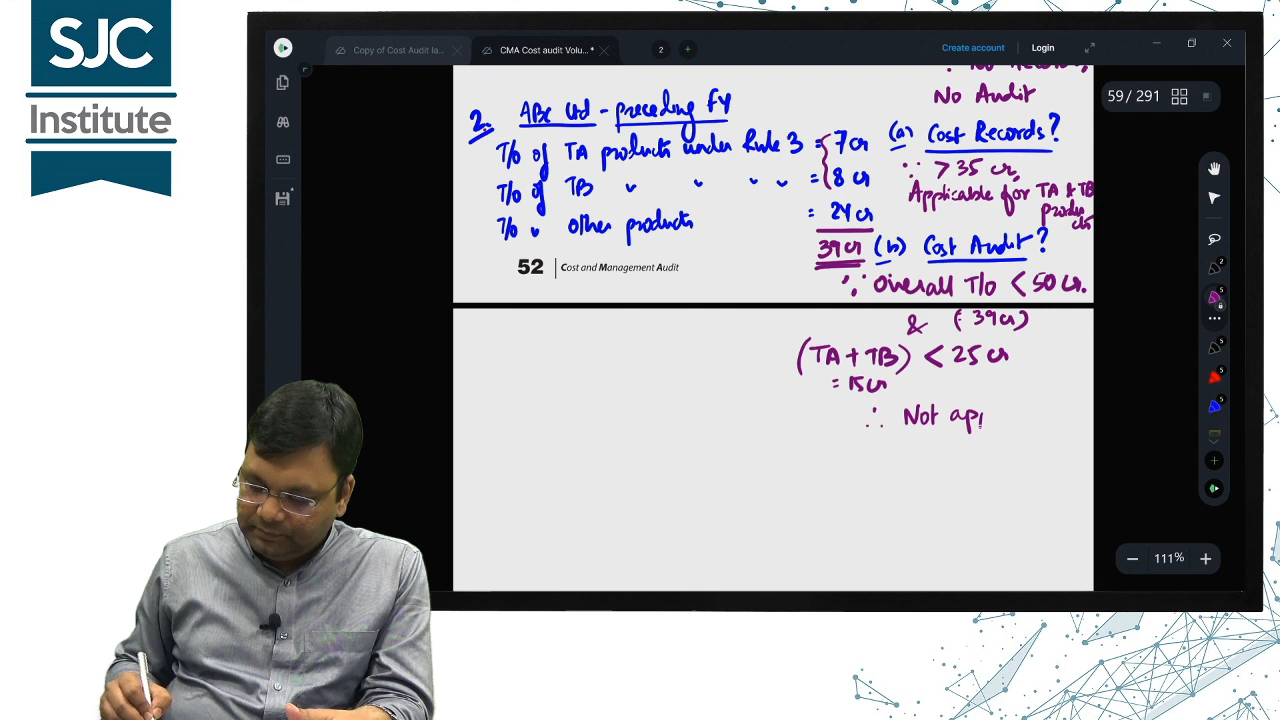 SJC
Institute
Copy of Cost Audit la...
CMA Cost audit Volu...*
2
Create account
Login
59 / 291
No Audit
2. ABC Ltd - preceding FY
T/o of TA products under Rule 3 = 7 cr
T/o of TB " " " " = 8 cr
T/o " other products = 24 cr
39 cr
(a) Cost Records?
∵ > 35 cr,
Applicable for TA & TB
products
(b) Cost Audit?
∵ Overall T/o < 50 cr.
& (39 cr)
(TA + TB) < 25 cr
= 15 cr
∴ Not ap
52 Cost and Management Audit
111%